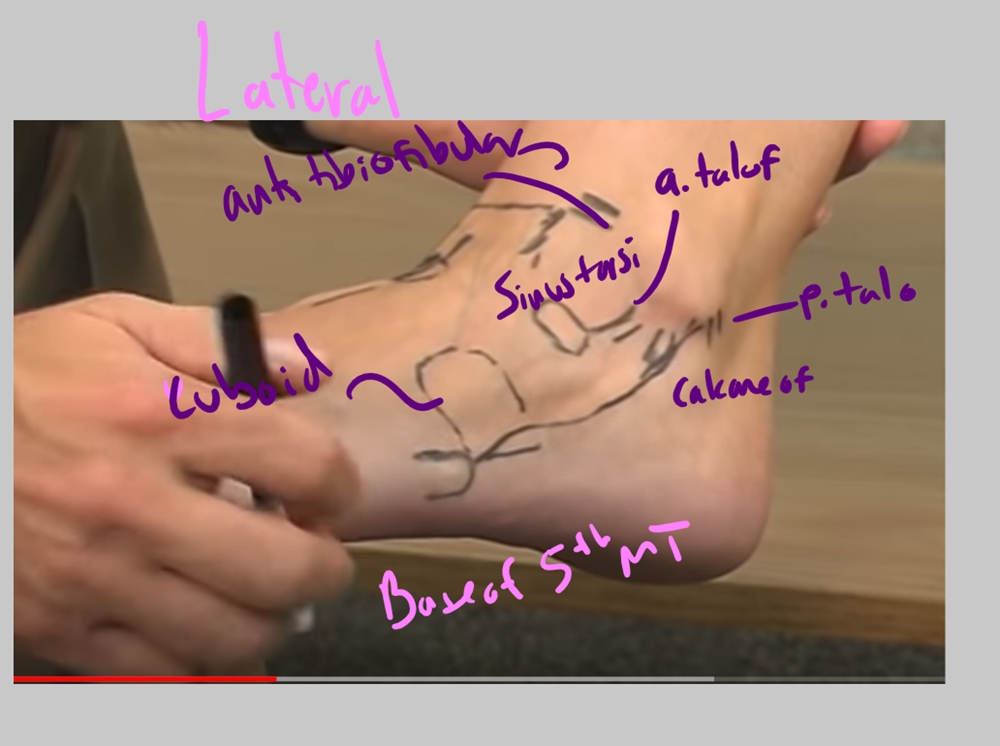 Lateral
ant tibiofibular
a.talof
Sinus tarsi
p.talo
Cuboid
Calcaneof
Base of 5th MT